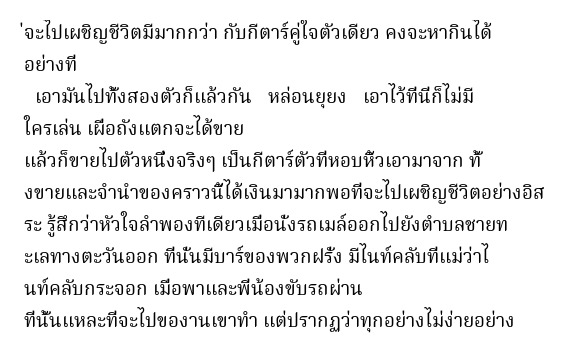 ่จะไปเผชิญชีวิตมีมากกว่า กับกีตาร์คู่ใจตัวเดียว คงจะหากินได้
อย่างที่
เอามันไปทั้งสองตัวก็แล้วกัน หล่อนยุยง เอาไว้ที่นี่ก็ไม่มี
ใครเล่น เผื่อถังแตกจะได้ขาย
แล้วก็ขายไปตัวหนึ่งจริงๆ เป็นกีตาร์ตัวที่หอบหิ้วเอามาจาก ทั้
งขายและจำนำของคราวนี้ได้เงินมามากพอที่จะไปเผชิญชีวิตอย่างอิส
ระ รู้สึกว่าหัวใจลำพองทีเดียวเมื่อนั่งรถเมล์ออกไปยังตำบลชายท
ะเลทางตะวันออก ที่นั่นมีบาร์ของพวกฝรั่ง มีไนท์คลับที่แม่ว่าไ
นท์คลับกระจอก เมื่อพาและพี่น้องขับรถผ่าน
ที่นั่นแหละที่จะไปของานเขาทำ แต่ปรากฏว่าทุกอย่างไม่ง่ายอย่าง